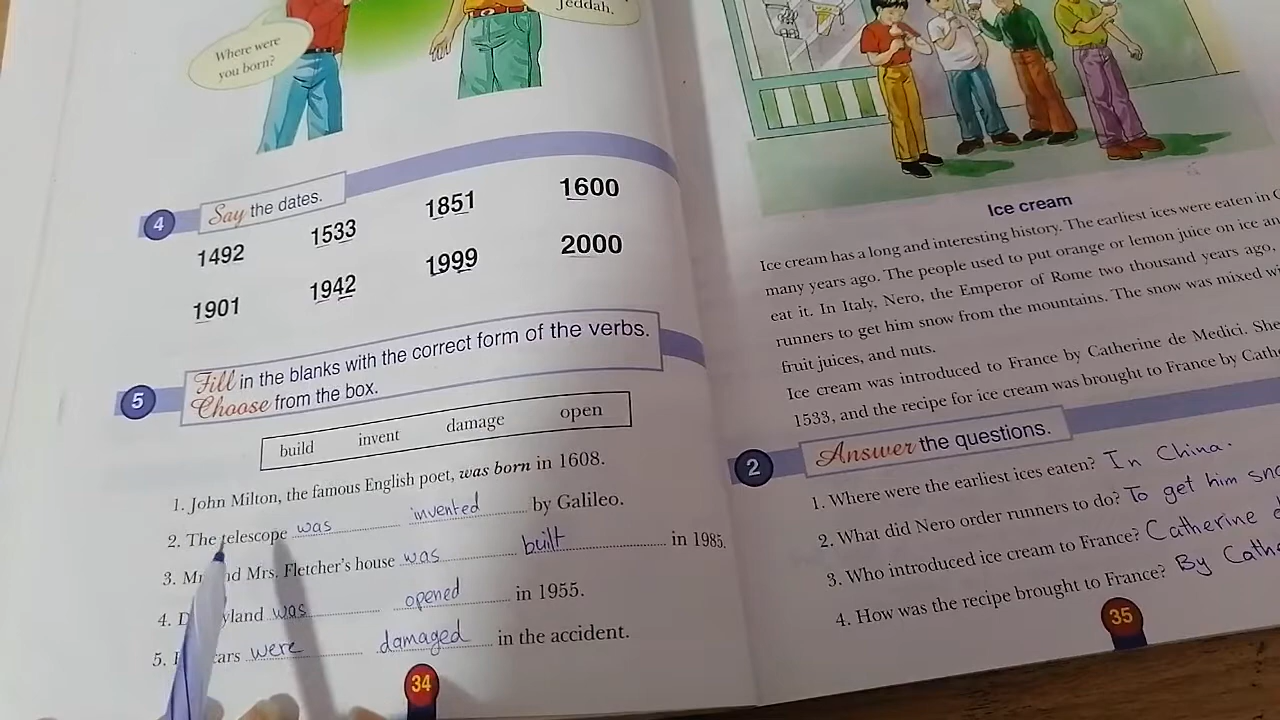 Where were
you born?
Jeddah.
4
Say the dates.
1492 1533 1851 1600
1901 1942 1999 2000
5
Fill in the blanks with the correct form of the verbs.
Choose from the box.
build invent damage open
1. John Milton, the famous English poet, was born in 1608.
2. The telescope was invented by Galileo.
3. Mr and Mrs. Fletcher's house was built in 1985.
4. yland was opened in 1955.
5. cars were damaged in the accident.
34
Ice cream
Ice cream has a long and interesting history. The earliest ices were eaten in
many years ago. The people used to put orange or lemon juice on ice
eat it. In Italy, Nero, the Emperor of Rome two thousand years ago,
runners to get him snow from the mountains. The snow was mixed
fruit juices, and nuts.
Ice cream was introduced to France by Catherine de Medici. She
1533, and the recipe for ice cream was brought to France by
2
Answer the questions.
1. Where were the earliest ices eaten? In China.
2. What did Nero order runners to do? To get him
3. Who introduced ice cream to France? Catherine
4. How was the recipe brought to France? By
35